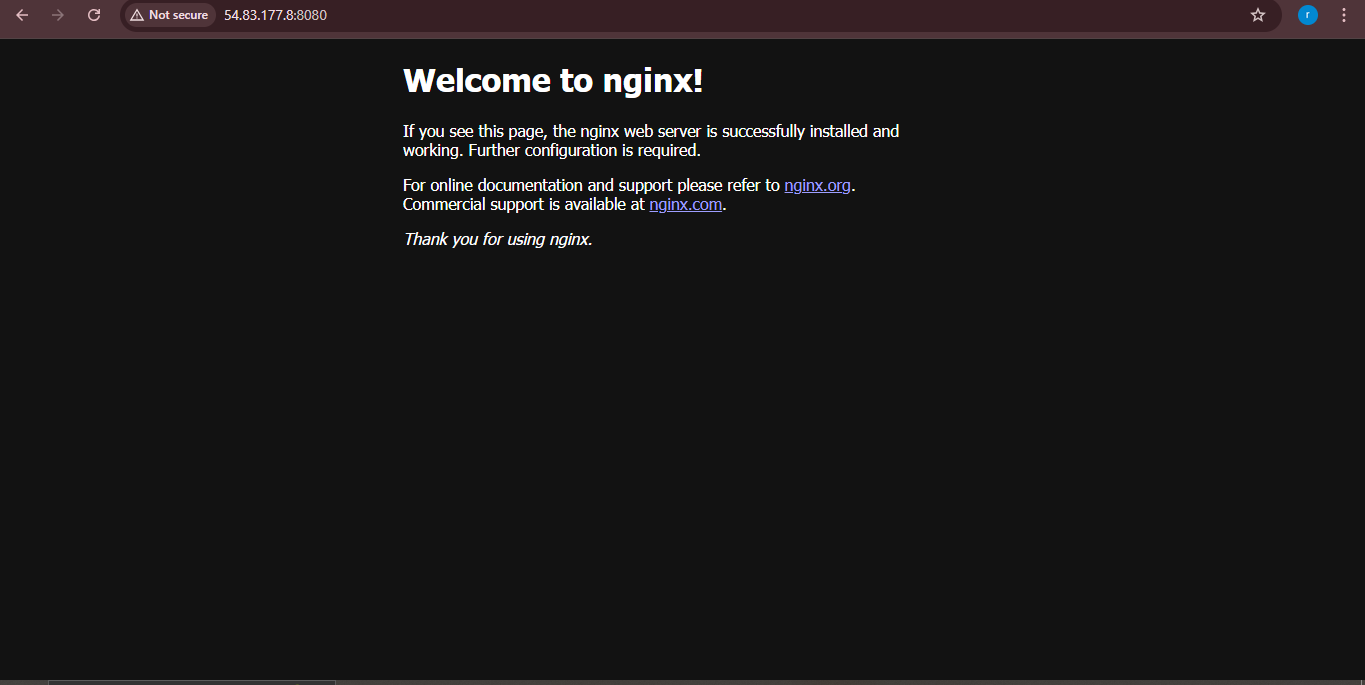 Not secure 54.83.177.8:8080
r
Welcome to nginx!
If you see this page, the nginx web server is successfully installed and
working. Further configuration is required.
For online documentation and support please refer to nginx.org.
Commercial support is available at nginx.com.
Thank you for using nginx.